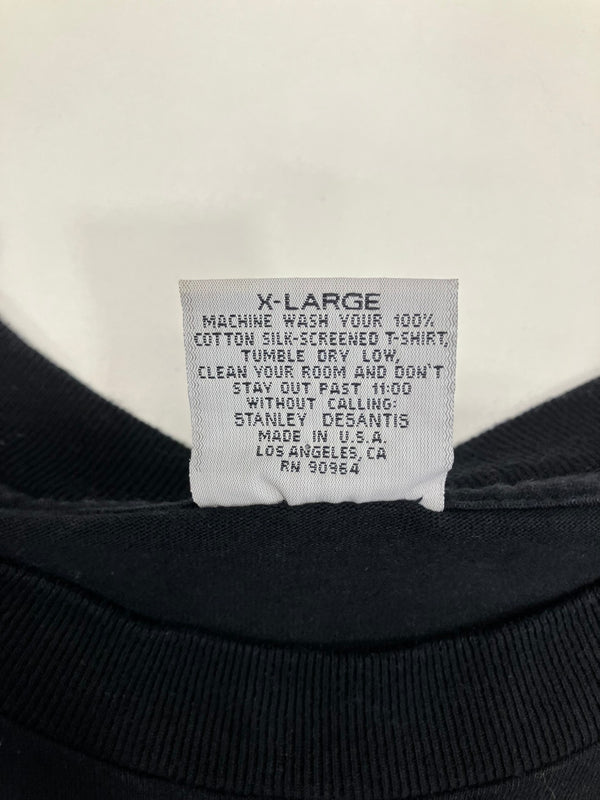 X-LARGE
MACHINE WASH YOUR 100%
COTTON SILK-SCREENED T-SHIRT,
TUMBLE DRY LOW,
CLEAN YOUR ROOM AND DON'T
STAY OUT PAST 11:00
WITHOUT CALLING:
STANLEY DESANTIS
MADE IN U.S.A.
LOS ANGELES, CA
RN 90964